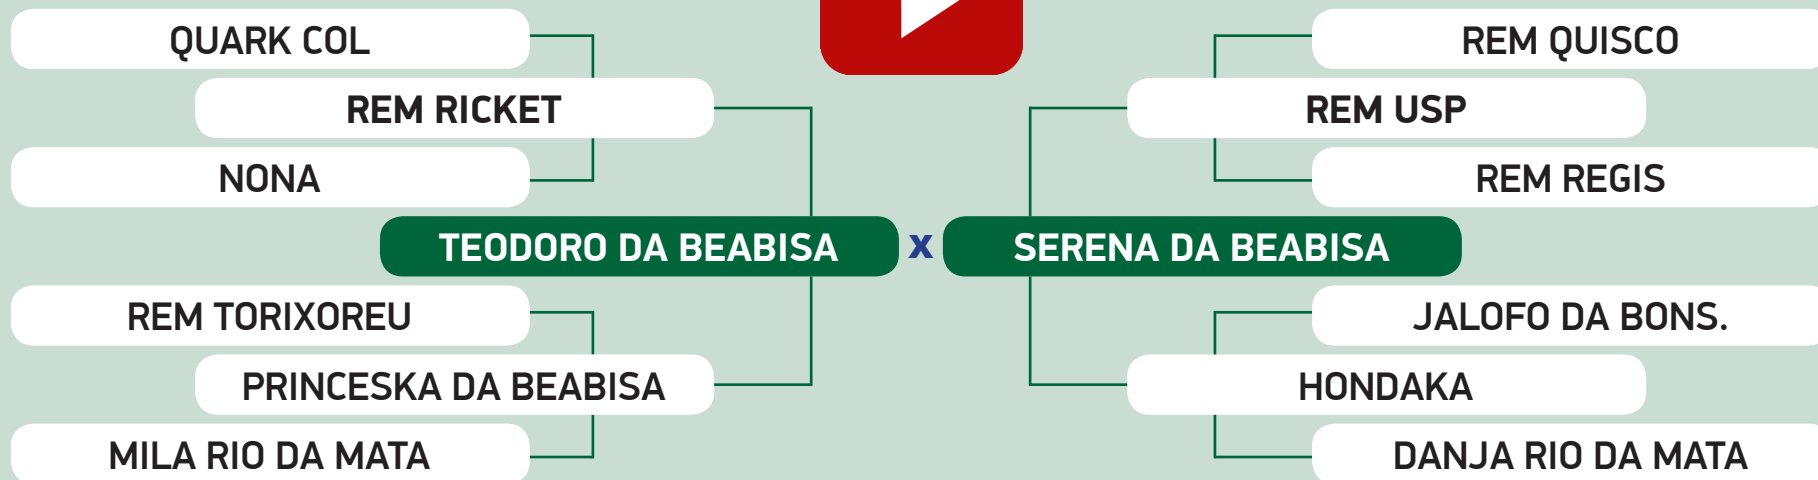 QUARK COL
REM QUISCO
REM RICKET
REM USP
NONA
REM REGIS
TEODORO DA BEABISA x SERENA DA BEABISA
REM TORIXOREU
JALOFO DA BONS.
PRINCESKA DA BEABISA
HONDAKA
MILA RIO DA MATA
DANJA RIO DA MATA